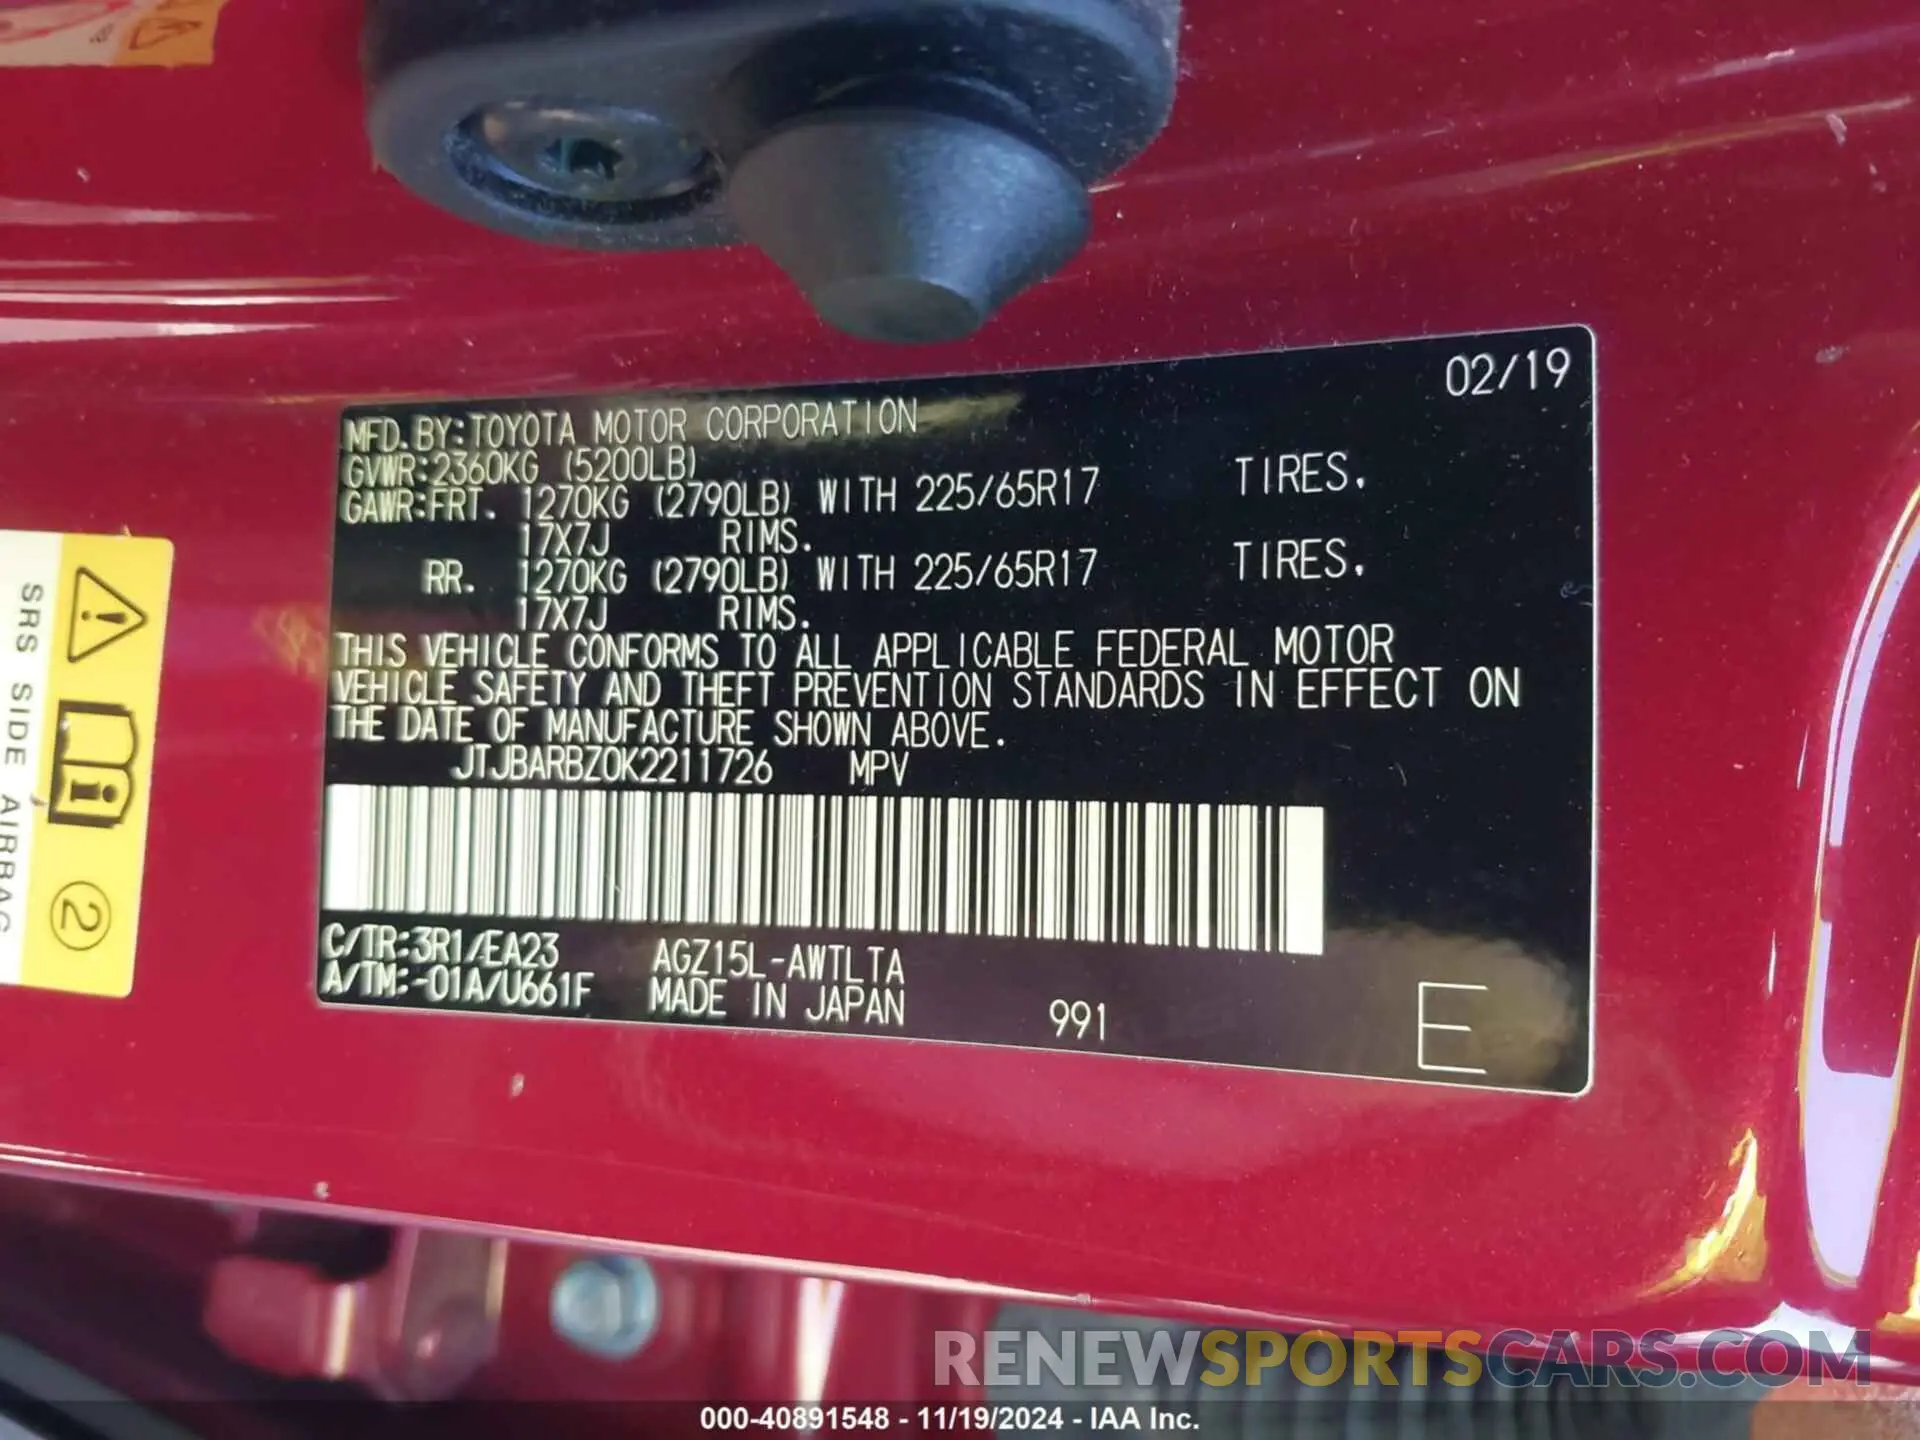 02/19
MFD.BY:TOYOTA MOTOR CORPORATION
GVWR:2360KG (5200LB)
GAWR:FRT. 1270KG (2790LB) WITH 225/65R17 TIRES.
17X7J RIMS.
RR. 1270KG (2790LB) WITH 225/65R17 TIRES.
17X7J RIMS.
THIS VEHICLE CONFORMS TO ALL APPLICABLE FEDERAL MOTOR
VEHICLE SAFETY AND THEFT PREVENTION STANDARDS IN EFFECT ON
THE DATE OF MANUFACTURE SHOWN ABOVE.
JTJBARBZ0K2211726 MPV
C/TR:3R1/EA23 AGZ15L-AWTLTA
A/TM:-01A/U661F MADE IN JAPAN 991 E
SRS SIDE AIRBAG
2
RENEWSPORTSCARS.COM
000-40891548 - 11/19/2024 - IAA Inc.